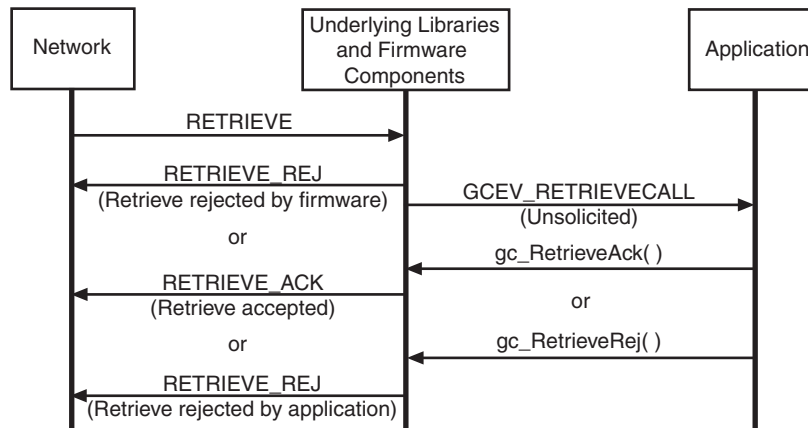 Network
Underlying Libraries
and Firmware
Components
Application
RETRIEVE
RETRIEVE_REJ
(Retrieve rejected by firmware)
GCEV_RETRIEVECALL
(Unsolicited)
or
gc_RetrieveAck( )
RETRIEVE_ACK
(Retrieve accepted)
or
or
gc_RetrieveRej( )
RETRIEVE_REJ
(Retrieve rejected by application)